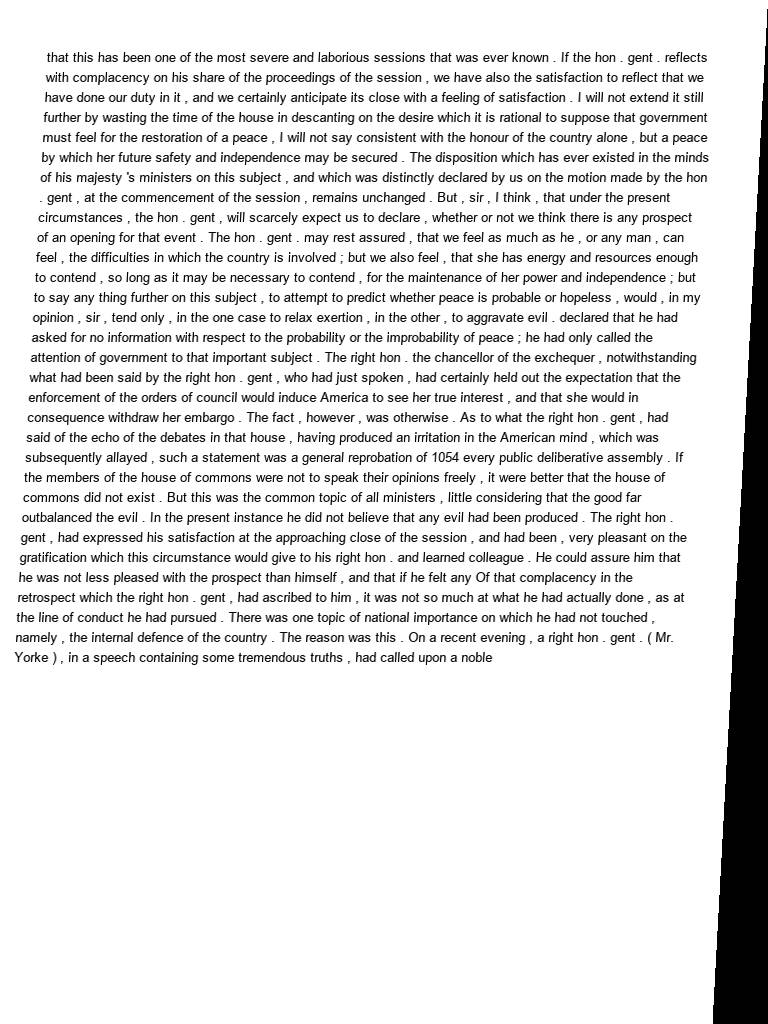 that this has been one of the most severe and laborious sessions that was ever known . If the hon . gent . reflects
with complacency on his share of the proceedings of the session , we have also the satisfaction to reflect that we
have done our duty in it , and we certainly anticipate its close with a feeling of satisfaction . I will not extend it still
further by wasting the time of the house in descanting on the desire which it is rational to suppose that government
must feel for the restoration of a peace , I will not say consistent with the honour of the country alone , but a peace
by which her future safety and independence may be secured . The disposition which has ever existed in the minds
of his majesty 's ministers on this subject , and which was distinctly declared by us on the motion made by the hon
. gent , at the commencement of the session , remains unchanged . But , sir , I think , that under the present
circumstances , the hon . gent , will scarcely expect us to declare , whether or not we think there is any prospect
of an opening for that event . The hon . gent . may rest assured , that we feel as much as he , or any man , can
feel , the difficulties in which the country is involved ; but we also feel , that she has energy and resources enough
to contend , so long as it may be necessary to contend , for the maintenance of her power and independence ; but
to say any thing further on this subject , to attempt to predict whether peace is probable or hopeless , would , in my
opinion , sir , tend only , in the one case to relax exertion , in the other , to aggravate evil . declared that he had
asked for no information with respect to the probability or the improbability of peace ; he had only called the
attention of government to that important subject . The right hon . the chancellor of the exchequer , notwithstanding
what had been said by the right hon . gent , who had just spoken , had certainly held out the expectation that the
enforcement of the orders of council would induce America to see her true interest , and that she would in
consequence withdraw her embargo . The fact , however , was otherwise . As to what the right hon . gent , had
said of the echo of the debates in that house , having produced an irritation in the American mind , which was
subsequently allayed , such a statement was a general reprobation of 1054 every public deliberative assembly . If
the members of the house of commons were not to speak their opinions freely , it were better that the house of
commons did not exist . But this was the common topic of all ministers , little considering that the good far
outbalanced the evil . In the present instance he did not believe that any evil had been produced . The right hon .
gent , had expressed his satisfaction at the approaching close of the session , and had been , very pleasant on the
gratification which this circumstance would give to his right hon . and learned colleague . He could assure him that
he was not less pleased with the prospect than himself , and that if he felt any Of that complacency in the
retrospect which the right hon . gent , had ascribed to him , it was not so much at what he had actually done , as at
the line of conduct he had pursued . There was one topic of national importance on which he had not touched ,
namely , the internal defence of the country . The reason was this . On a recent evening , a right hon . gent . ( Mr.
Yorke ) , in a speech containing some tremendous truths , had called upon a noble